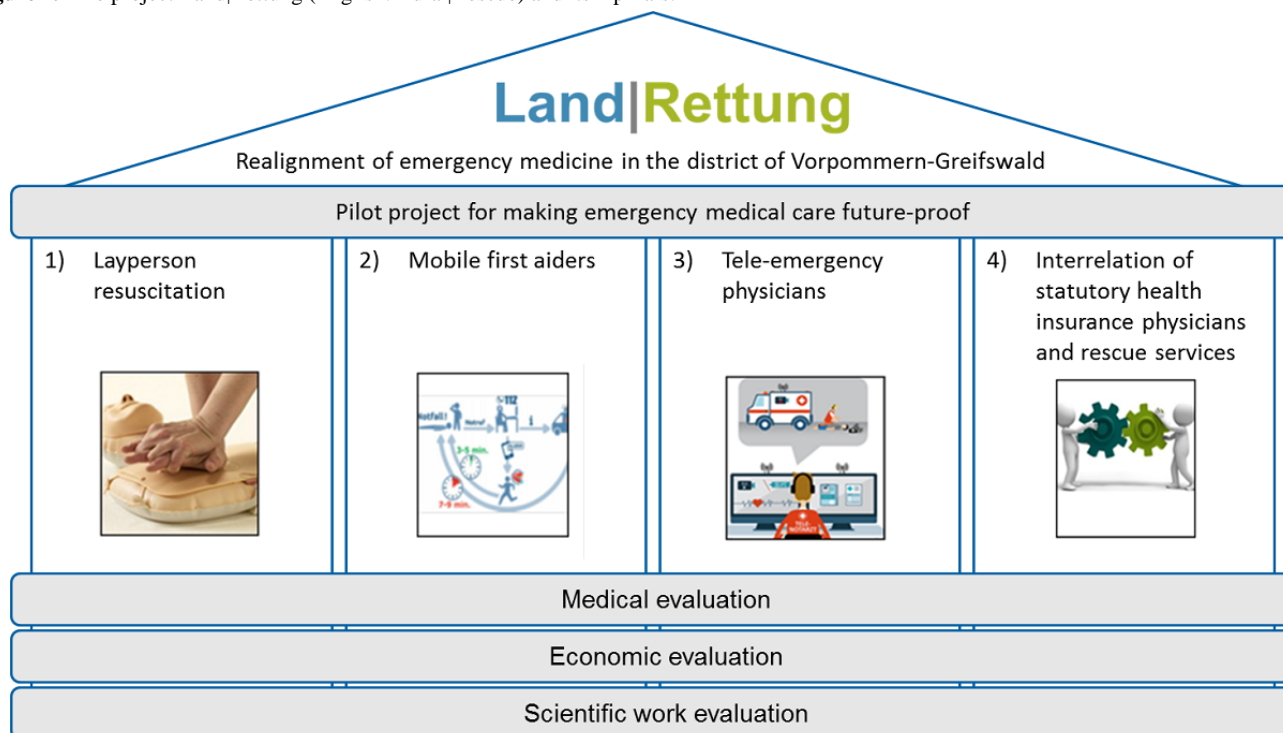 Land|Rettung
Realignment of emergency medicine in the district of Vorpommern-Greifswald
Pilot project for making emergency medical care future-proof
1) Layperson
resuscitation
2) Mobile first aiders
3) Tele-emergency
physicians
4) Interrelation of
statutory health
insurance physicians
and rescue services
Notfall!
Notruf
112
3-5 min.
7-9 min.
TELE-
NOTARZT
Medical evaluation
Economic evaluation
Scientific work evaluation